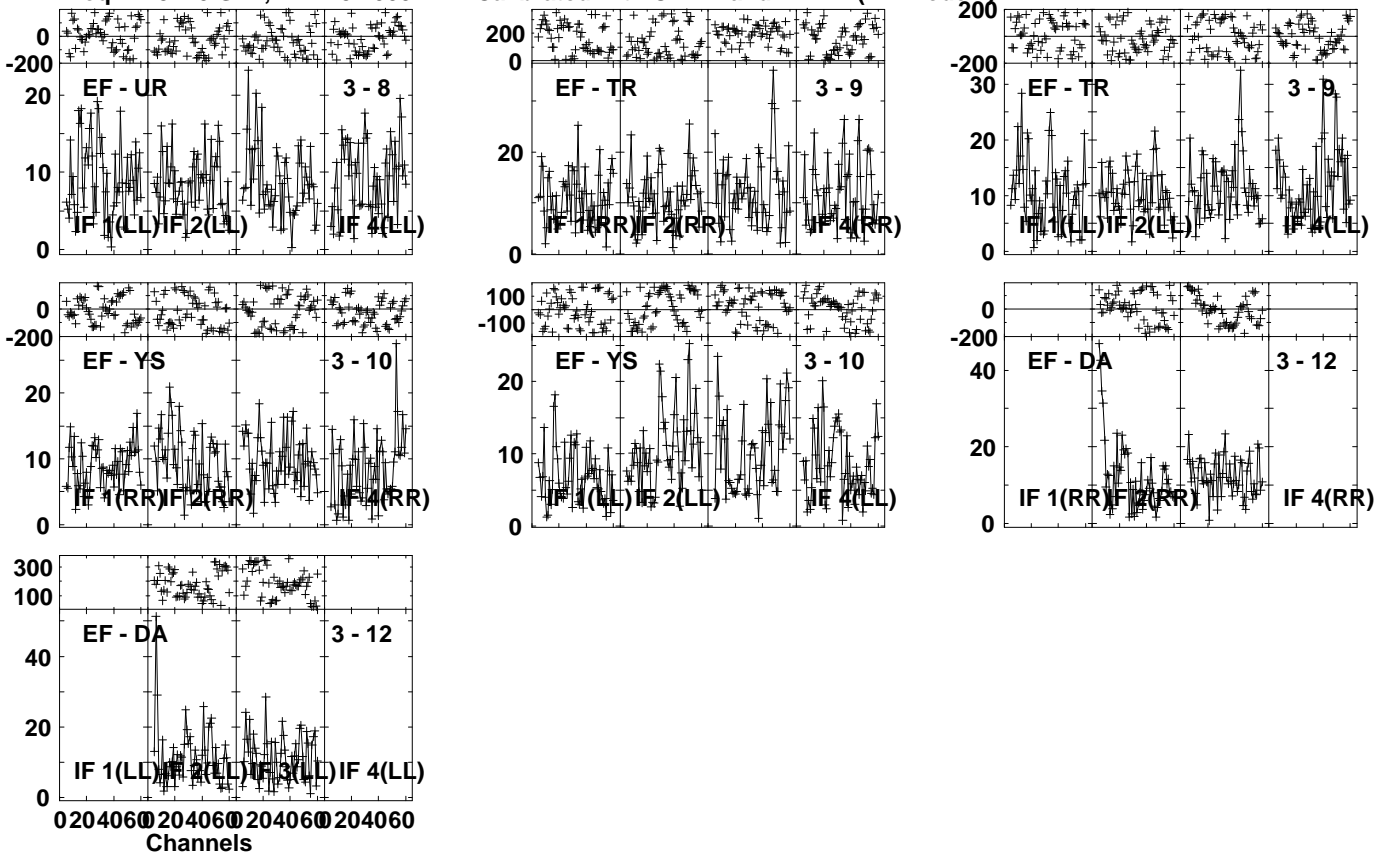 0
-200
200
0
200
0
-200
EF - UR 3 - 8
20
10
0
IF 1(LL) IF 2(LL) IF 4(LL)
EF - TR 3 - 9
20
0
IF 1(RR) IF 2(RR) IF 4(RR)
EF - TR 3 - 9
30
20
10
0
IF 1(LL) IF 2(LL) IF 4(LL)
0
-200
EF - YS 3 - 10
20
10
0
IF 1(RR) IF 2(RR) IF 4(RR)
100
-100
EF - YS 3 - 10
20
10
0
IF 1(LL) IF 2(LL) IF 4(LL)
0
-200
EF - DA 3 - 12
40
20
0
IF 1(RR) IF 2(RR) IF 4(RR)
300
100
EF - DA 3 - 12
40
20
0
IF 1(LL) IF 2(LL) IF 3(LL) IF 4(LL)
0 20 40 60 0 20 40 60 0 20 40 60 0 20 40 60
Channels